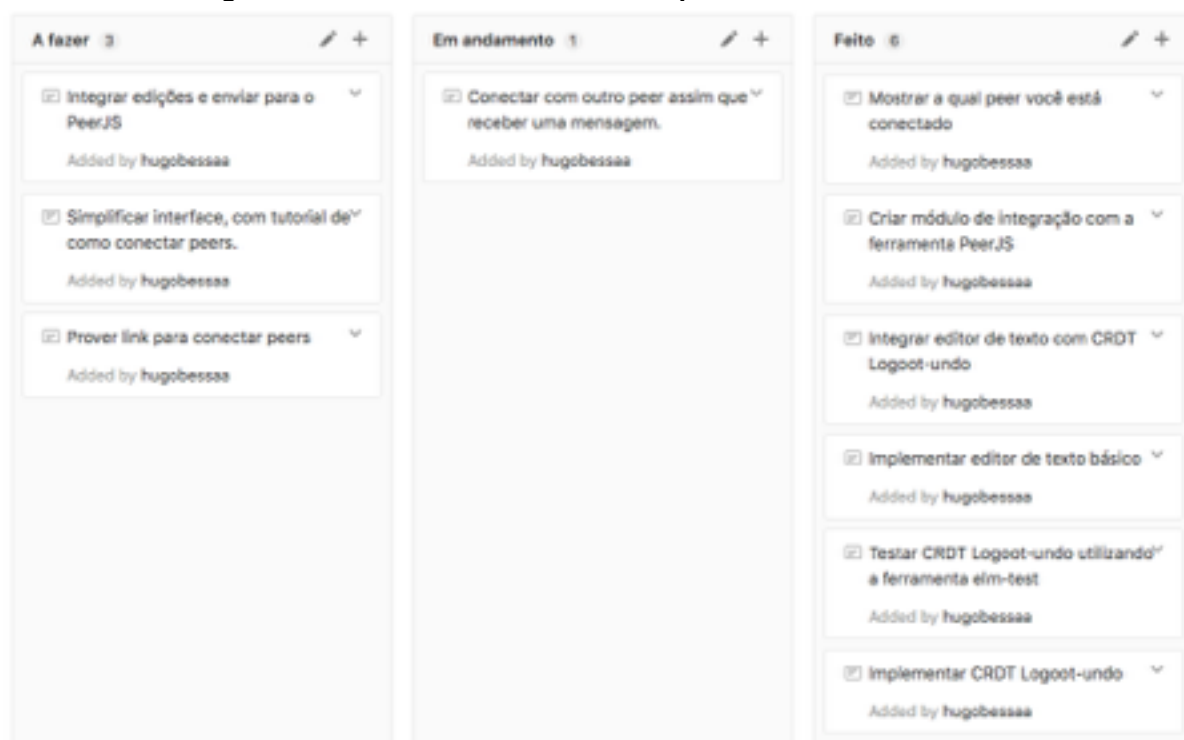 A fazer 3
Integrar edições e enviar para o
PeerJS
Added by hugobessaa
Simplificar interface, com tutorial de
como conectar peers.
Added by hugobessaa
Prover link para conectar peers
Added by hugobessaa
Em andamento 1
Conectar com outro peer assim que
receber uma mensagem.
Added by hugobessaa
Feito 6
Mostrar a qual peer você está
conectado
Added by hugobessaa
Criar módulo de integração com a
ferramenta PeerJS
Added by hugobessaa
Integrar editor de texto com CRDT
Logoot-undo
Added by hugobessaa
Implementar editor de texto básico
Added by hugobessaa
Testar CRDT Logoot-undo utilizando
a ferramenta elm-test
Added by hugobessaa
Implementar CRDT Logoot-undo
Added by hugobessaa